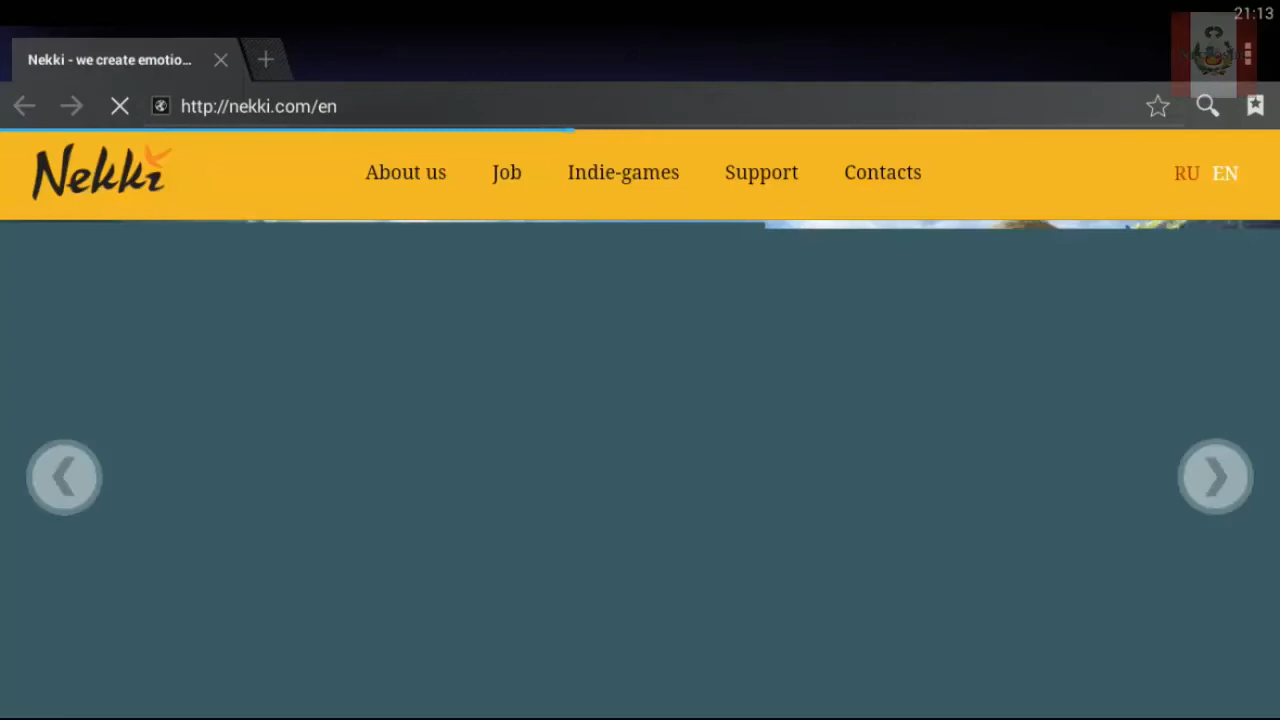 21:13
Nekki - we create emotio...
http://nekki.com/en
Nekki About us Job Indie-games Support Contacts RU EN